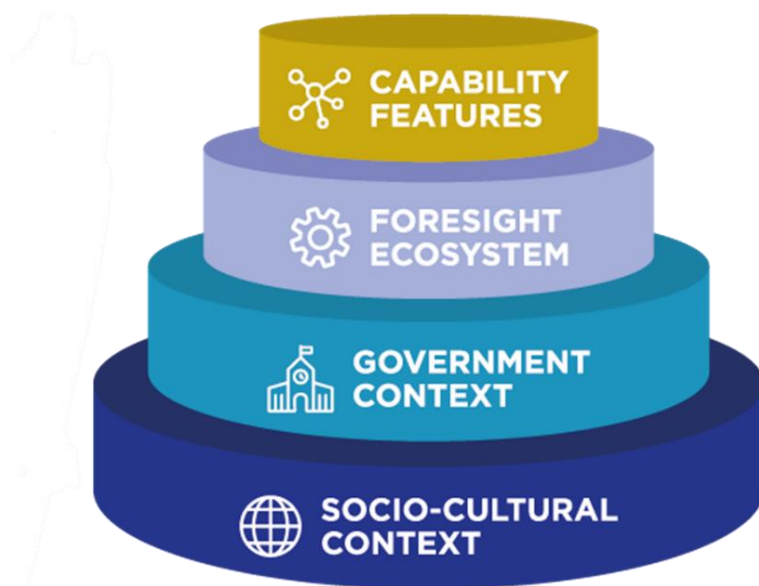 CAPABILITY
FEATURES
FORESIGHT
ECOSYSTEM
GOVERNMENT
CONTEXT
SOCIO-CULTURAL
CONTEXT